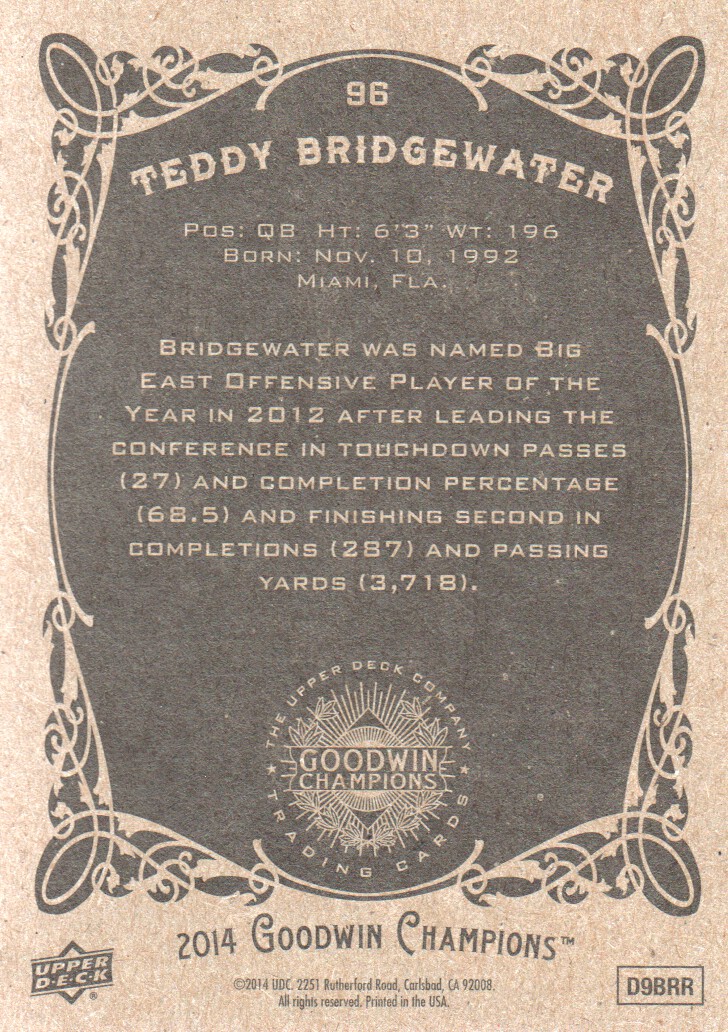 96
TEDDY BRIDGEWATER
POS: QB HT: 6'3" WT: 196
BORN: NOV. 10, 1992
MIAMI, FLA.
BRIDGEWATER WAS NAMED BIG
EAST OFFENSIVE PLAYER OF THE
YEAR IN 2012 AFTER LEADING THE
CONFERENCE IN TOUCHDOWN PASSES
(27) AND COMPLETION PERCENTAGE
(68.5) AND FINISHING SECOND IN
COMPLETIONS (287) AND PASSING
YARDS (3,718).
THE UPPER DECK COMPANY
GOODWIN
CHAMPIONS
★ TRADING CARDS ★
2014 GOODWIN CHAMPIONS™
UPPER
D·E·C·K®
©2014 UDC. 2251 Rutherford Road, Carlsbad, CA 92008.
All rights reserved. Printed in the USA.
D9BRR